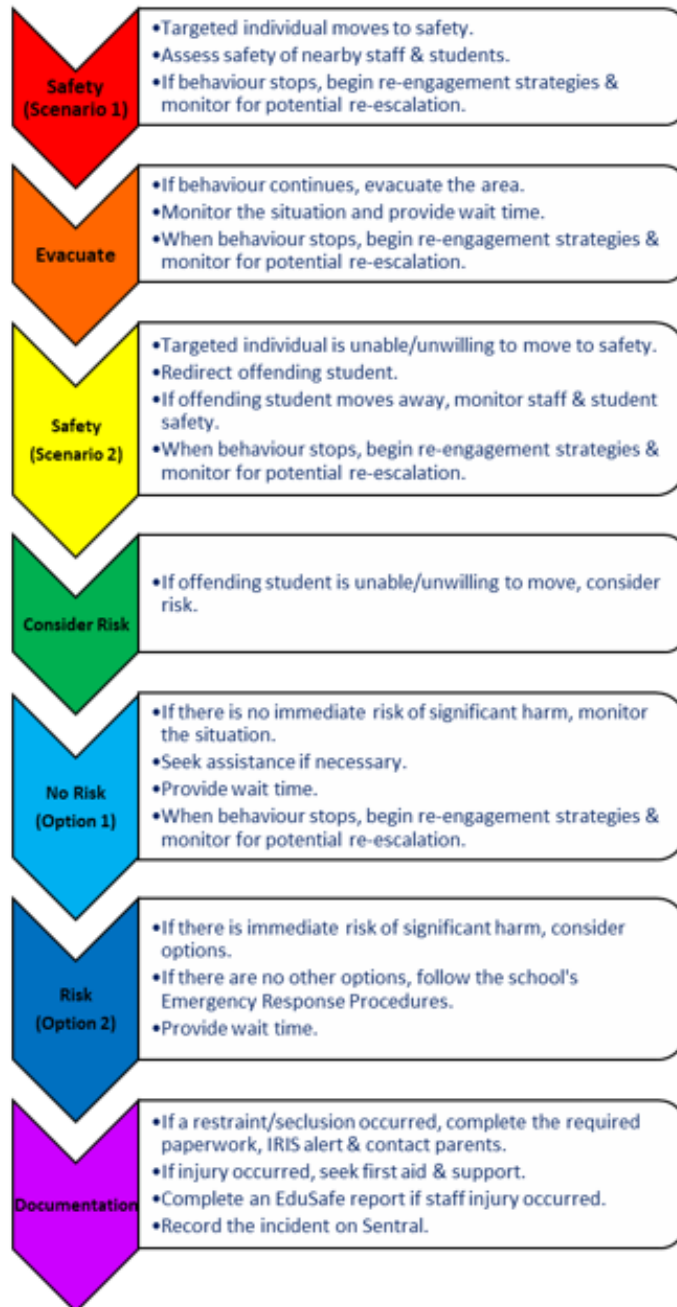 Safety
(Scenario 1)
•Targeted individual moves to safety.
•Assess safety of nearby staff & students.
•If behaviour stops, begin re-engagement strategies &
monitor for potential re-escalation.
Evacuate
•If behaviour continues, evacuate the area.
•Monitor the situation and provide wait time.
•When behaviour stops, begin re-engagement strategies &
monitor for potential re-escalation.
Safety
(Scenario 2)
•Targeted individual is unable/unwilling to move to safety.
•Redirect offending student.
•If offending student moves away, monitor staff & student
safety.
•When behaviour stops, begin re-engagement strategies &
monitor for potential re-escalation.
Consider Risk
•If offending student is unable/unwilling to move, consider
risk.
No Risk
(Option 1)
•If there is no immediate risk of significant harm, monitor
the situation.
•Seek assistance if necessary.
•Provide wait time.
•When behaviour stops, begin re-engagement strategies &
monitor for potential re-escalation.
Risk
(Option 2)
•If there is immediate risk of significant harm, consider
options.
•If there are no other options, follow the school's
Emergency Response Procedures.
•Provide wait time.
Documentation
•If a restraint/seclusion occurred, complete the required
paperwork, IRIS alert & contact parents.
•If injury occurred, seek first aid & support.
•Complete an EduSafe report if staff injury occurred.
•Record the incident on Sentral.